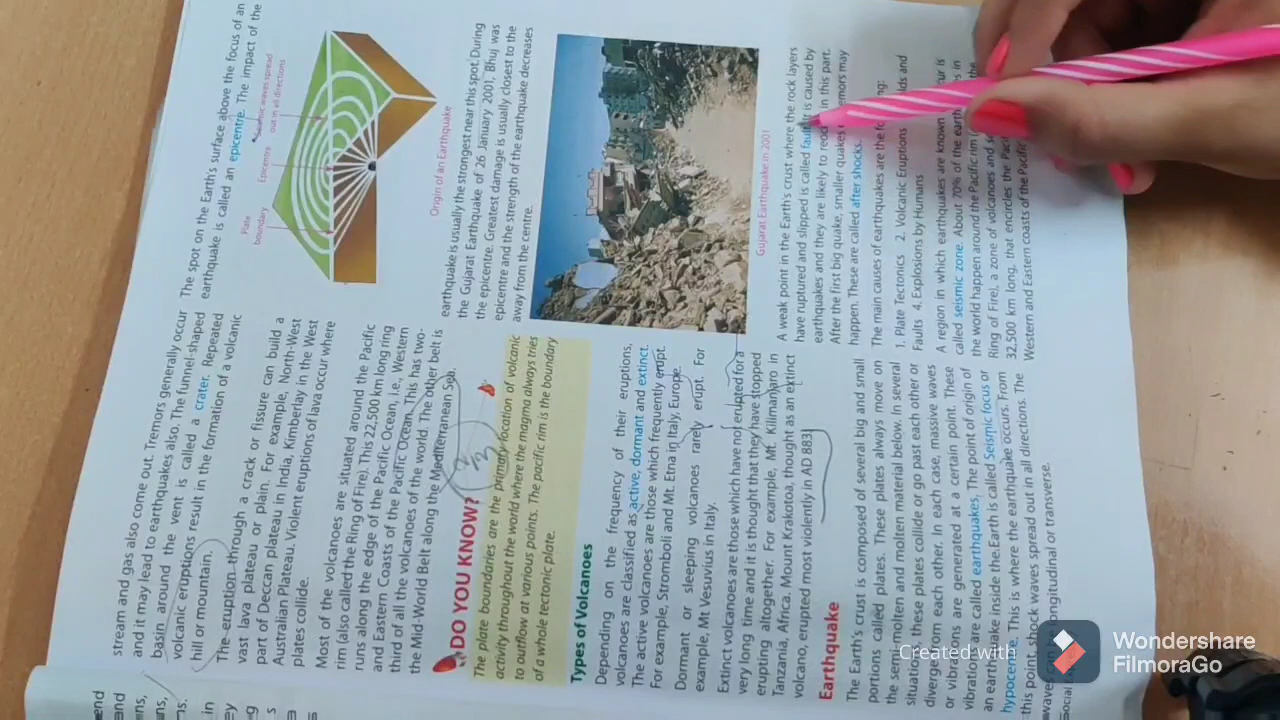 end
and
ns,
ns,
ms.
in
ey
stream and gas also come out. Tremors generally occur
and it may lead to earthquakes also. The funnel-shaped
basin around the vent is called a crater. Repeated
volcanic eruptions result in the formation of a volcanic
hill or mountain.
The eruption through a crack or fissure can build a
vast lava plateau or plain. For example, North-West
part of Deccan plateau in India, Kimberlay in the West
Australian Plateau. Violent eruptions of lava occur where
plates collide.
Most of the volcanoes are situated around the Pacific
rim (also called the Ring of Fire). This 22,500 km long ring
runs along the edge of the Pacific Ocean, i.e., Western
and Eastern Coasts of the Pacific Ocean. This has two-
third of all the volcanoes of the world. The other belt is
the Mid-World Belt along the Mediterranean Sea.
DO YOU KNOW?
The plate boundaries are the primary location of volcanic
activity throughout the world where the magma always tries
to outflow at various points. The pacific rim is the boundary
of a whole tectonic plate.
Types of Volcanoes
Depending on the frequency of their eruptions,
volcanoes are classified as active, dormant and extinct.
The active volcanoes are those which frequently erupt.
For example, Stromboli and Mt. Etna in Italy, Europe.
Dormant or sleeping volcanoes rarely erupt. For
example, Mt Vesuvius in Italy.
Extinct volcanoes are those which have not erupted for a
very long time and it is thought that they have stopped
erupting altogether. For example, Mt. Kilimanjaro in
Tanzania, Africa. Mount Krakotoa, thought as an extinct
volcano, erupted most violently in AD 883.
Earthquake
The Earth's crust is composed of several big and small
portions called plates. These plates always move on
the semi-molten and molten material below. In several
situations these plates collide or go past each other or
diverge from each other. In each case, massive waves
or vibrations are generated at a certain point. These
vibrations are called earthquakes. The point of origin of
an earthquake inside the Earth is called Seismic focus or
hypocentre. This is where the earthquake occurs. From
this point, shock waves spread out in all directions. The
waves longitudinal or transverse.
Social
The spot on the Earth's surface above the focus of an
earthquake is called an epicentre. The impact of the
Plate
boundary
Epicentre
Seismic waves spread
out in all directions
Origin of an Earthquake
earthquake is usually the strongest near this spot. During
the Gujarat Earthquake of 26 January 2001, Bhuj was
the epicentre. Greatest damage is usually closest to the
epicentre and the strength of the earthquake decreases
away from the centre.
Gujarat Earthquake in 2001
A weak point in the Earth's crust where the rock layers
have ruptured and slipped is called fault. It is caused by
earthquakes and they are likely to reoccur in this part.
After the first big quake, smaller quakes tremors may
happen. These are called after shocks.
The main causes of earthquakes are the
1. Plate Tectonics 2. Volcanic Eruptions and
Faults 4. Explosions by Humans
A region in which earthquakes are known is
called seismic zone. About 70% of the in
the world happen around the Pacific rim the
Ring of Fire), a zone of volcanoes and
32,500 km long, that encircles the
Western and Eastern coasts of the Pacific
Created with
Wondershare
FilmoraGo